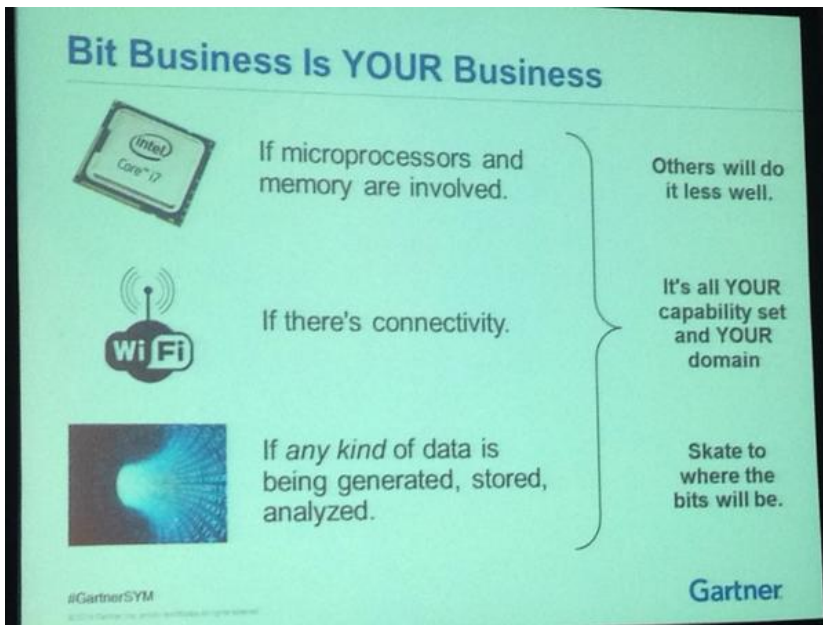 Bit Business Is YOUR Business
intel
Core™ i7
If microprocessors and
memory are involved.
Others will do
it less well.
Wi Fi
If there's connectivity.
It's all YOUR
capability set
and YOUR
domain
If any kind of data is
being generated, stored,
analyzed.
Skate to
where the
bits will be.
#GartnerSYM
Gartner